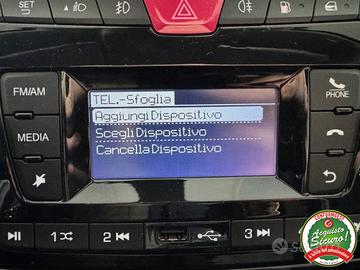 SET
FM/AM
TEL.-Sfoglia
PHONE
Aggiungi Dispositivo
Scegli Dispositivo
MEDIA
Cancella Dispositivo
1
2
3
Acquisto
Sicuro!